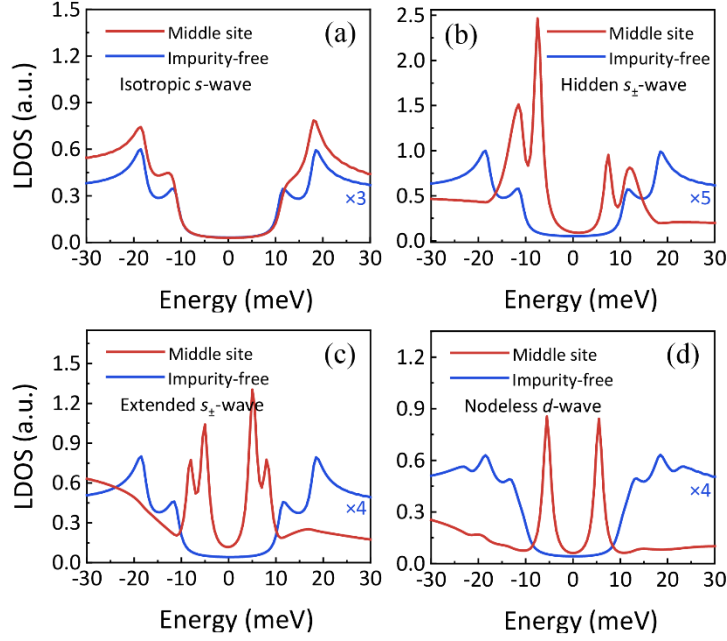 (a)
Middle site
Impurity-free
Isotropic s-wave
×3
LDOS (a.u.)
1.5
1.2
0.9
0.6
0.3
0.0
-30 -20 -10 0 10 20 30
Energy (meV)
(b)
Middle site
Impurity-free
Hidden s±-wave
×5
LDOS (a.u.)
2.5
2.0
1.5
1.0
0.5
0.0
-30 -20 -10 0 10 20 30
Energy (meV)
(c)
Middle site
Impurity-free
Extended s±-wave
×4
LDOS (a.u.)
1.5
1.2
0.9
0.6
0.3
0.0
-30 -20 -10 0 10 20 30
Energy (meV)
(d)
Middle site
Impurity-free
Nodeless d-wave
×4
LDOS (a.u.)
1.2
0.9
0.6
0.3
0.0
-30 -20 -10 0 10 20 30
Energy (meV)